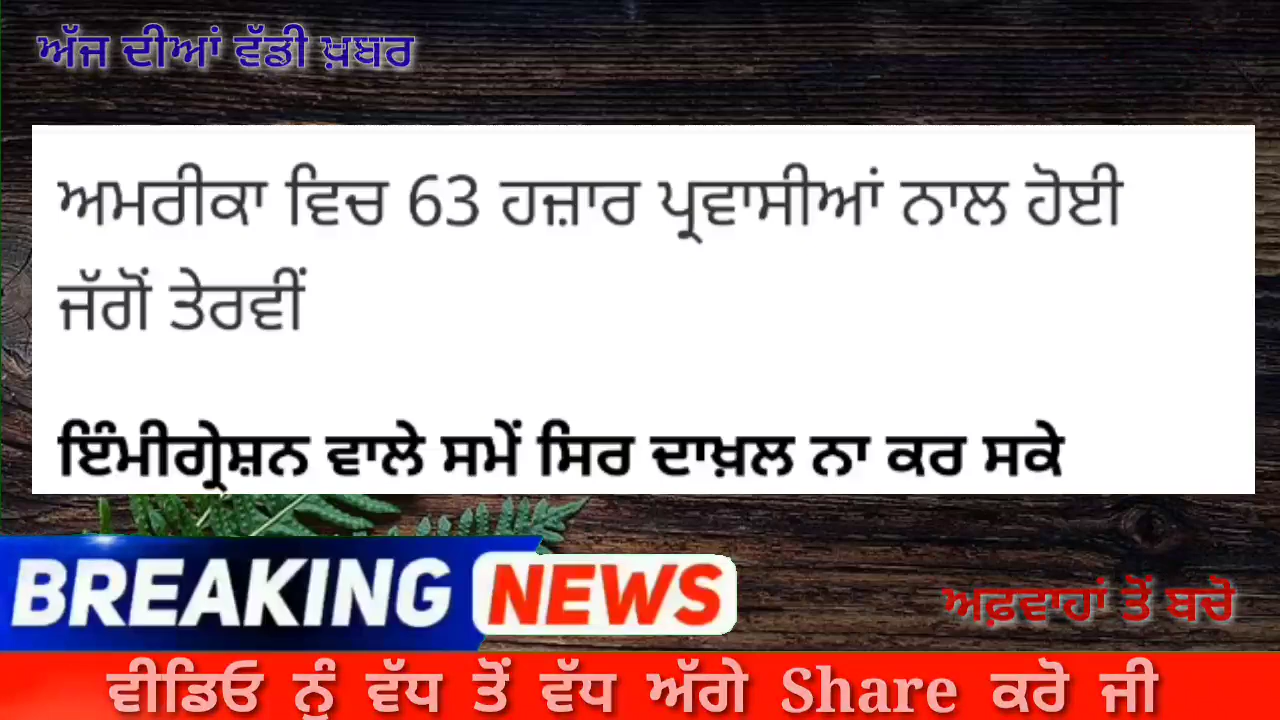 ਅੱਜ ਦੀਆਂ ਵੱਡੀ ਖ਼ਬਰ
ਅਮਰੀਕਾ ਵਿਚ 63 ਹਜ਼ਾਰ ਪ੍ਰਵਾਸੀਆਂ ਨਾਲ ਹੋਈ
ਜੱਗੋਂ ਤੇਰਵੀਂ
ਇੰਮੀਗ੍ਰੇਸ਼ਨ ਵਾਲੇ ਸਮੇਂ ਸਿਰ ਦਾਖ਼ਲ ਨਾ ਕਰ ਸਕੇ
BREAKING NEWS
ਅਫ਼ਵਾਹਾਂ ਤੋਂ ਬਚੋ
ਵੀਡਿਓ ਨੂੰ ਵੱਧ ਤੋਂ ਵੱਧ ਅੱਗੇ Share ਕਰੋ ਜੀ